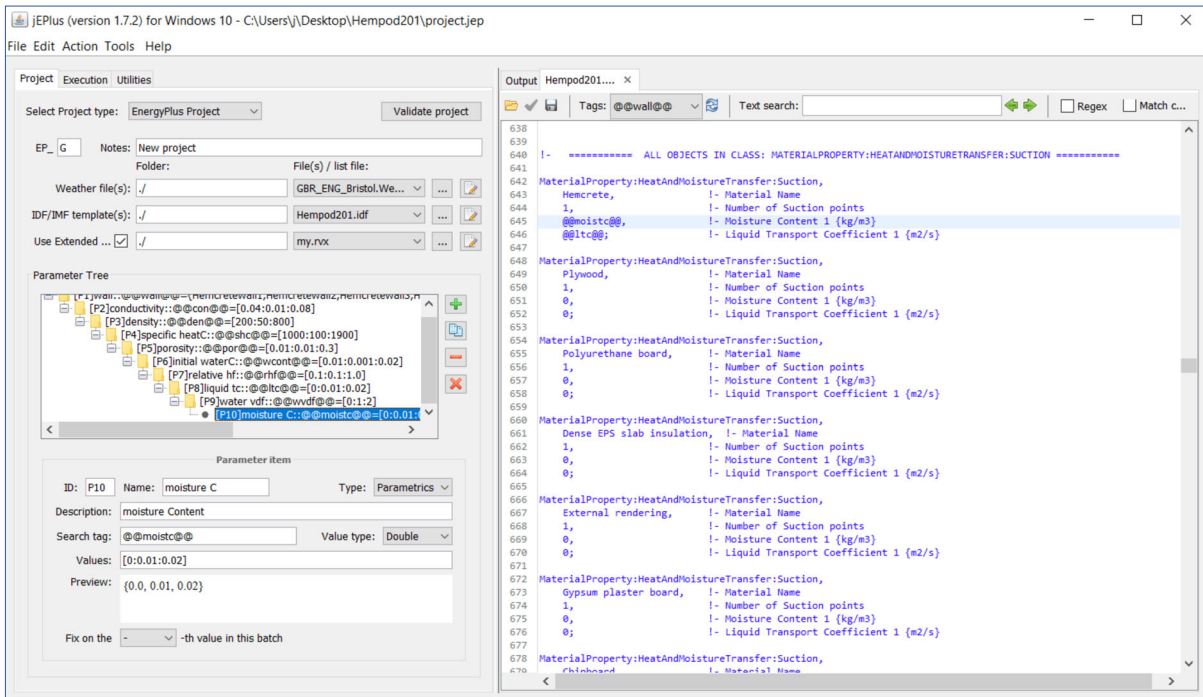 jEPlus (version 1.7.2) for Windows 10 - C:\Users\j\Desktop\Hempod201\project.jep
File Edit Action Tools Help
Project Execution Utilities
Select Project type: EnergyPlus Project Validate project
EP_ G Notes: New project
Folder: File(s) / list file:
Weather file(s): ./ GBR_ENG_Bristol.We... ...
IDF/IMF template(s): ./ Hempod201.idf ...
Use Extended ... ./ my.rvx ...
Parameter Tree
[P1]wall::@@wall@@={Hemcretewall1,Hemcretewall2,Hemcretewall3,H
[P2]conductivity::@@con@@=[0.04:0.01:0.08]
[P3]density::@@den@@=[200:50:800]
[P4]specific heatC::@@shc@@=[1000:100:1900]
[P5]porosity::@@por@@=[0.01:0.01:0.3]
[P6]initial waterC::@@wcont@@=[0.01:0.001:0.02]
[P7]relative hf::@@rhf@@=[0.1:0.1:1.0]
[P8]liquid tc::@@ltc@@=[0:0.01:0.02]
[P9]water vdf::@@wvdf@@=[0:1:2]
[P10]moisture C::@@moistc@@=[0:0.01:
Parameter item
ID: P10 Name: moisture C Type: Parametrics
Description: moisture Content
Search tag: @@moistc@@ Value type: Double
Values: [0:0.01:0.02]
Preview: {0.0, 0.01, 0.02}
Fix on the - -th value in this batch
Output Hempod201.... ×
Tags: @@wall@@ Text search: Regex Match c...
638
639
640 !- =========== ALL OBJECTS IN CLASS: MATERIALPROPERTY:HEATANDMOISTURETRANSFER:SUCTION ===========
641
642 MaterialProperty:HeatAndMoistureTransfer:Suction,
643 Hemcrete, !- Material Name
644 1, !- Number of Suction points
645 @@moistc@@, !- Moisture Content 1 {kg/m3}
646 @@ltc@@; !- Liquid Transport Coefficient 1 {m2/s}
647
648 MaterialProperty:HeatAndMoistureTransfer:Suction,
649 Plywood, !- Material Name
650 1, !- Number of Suction points
651 0, !- Moisture Content 1 {kg/m3}
652 0; !- Liquid Transport Coefficient 1 {m2/s}
653
654 MaterialProperty:HeatAndMoistureTransfer:Suction,
655 Polyurethane board, !- Material Name
656 1, !- Number of Suction points
657 0, !- Moisture Content 1 {kg/m3}
658 0; !- Liquid Transport Coefficient 1 {m2/s}
659
660 MaterialProperty:HeatAndMoistureTransfer:Suction,
661 Dense EPS slab insulation, !- Material Name
662 1, !- Number of Suction points
663 0, !- Moisture Content 1 {kg/m3}
664 0; !- Liquid Transport Coefficient 1 {m2/s}
665
666 MaterialProperty:HeatAndMoistureTransfer:Suction,
667 External rendering, !- Material Name
668 1, !- Number of Suction points
669 0, !- Moisture Content 1 {kg/m3}
670 0; !- Liquid Transport Coefficient 1 {m2/s}
671
672 MaterialProperty:HeatAndMoistureTransfer:Suction,
673 Gypsum plaster board, !- Material Name
674 1, !- Number of Suction points
675 0, !- Moisture Content 1 {kg/m3}
676 0; !- Liquid Transport Coefficient 1 {m2/s}
677
678 MaterialProperty:HeatAndMoistureTransfer:Suction,
679 Chipboard !- Material Name